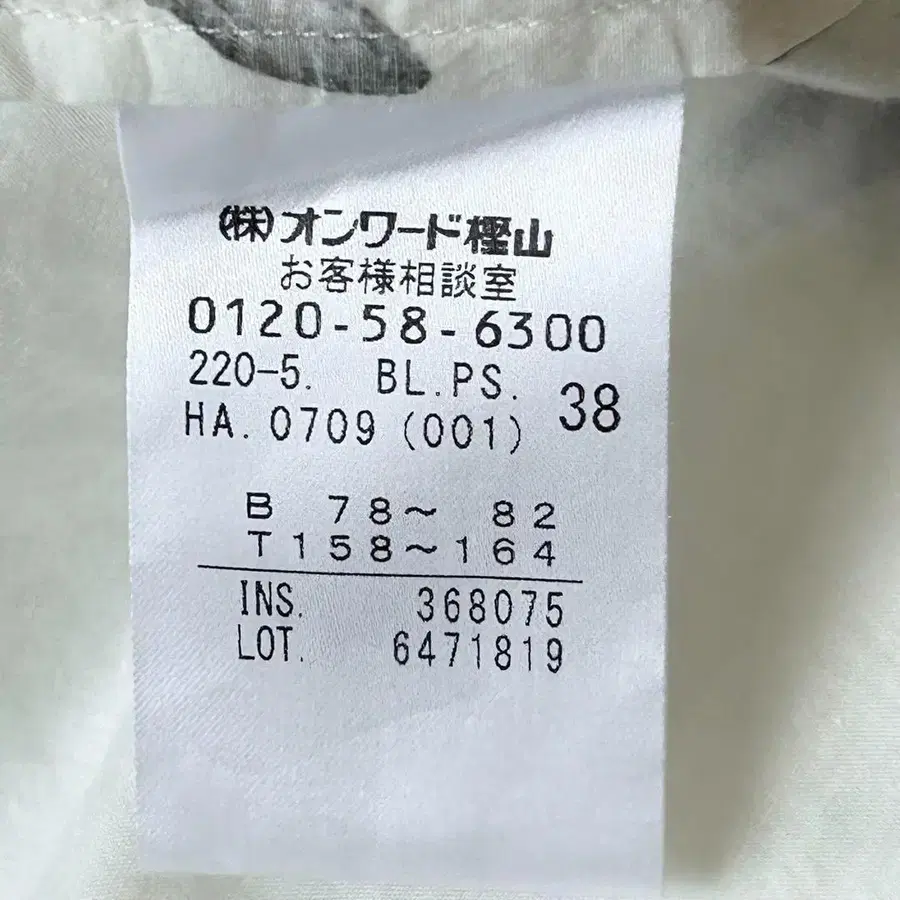 (株)オンワード樫山
お客様相談室
0120-58-6300
220-5. BL.PS. 38
HA.0709(001)
B 78～ 82
T158～164
INS. 368075
LOT. 6471819